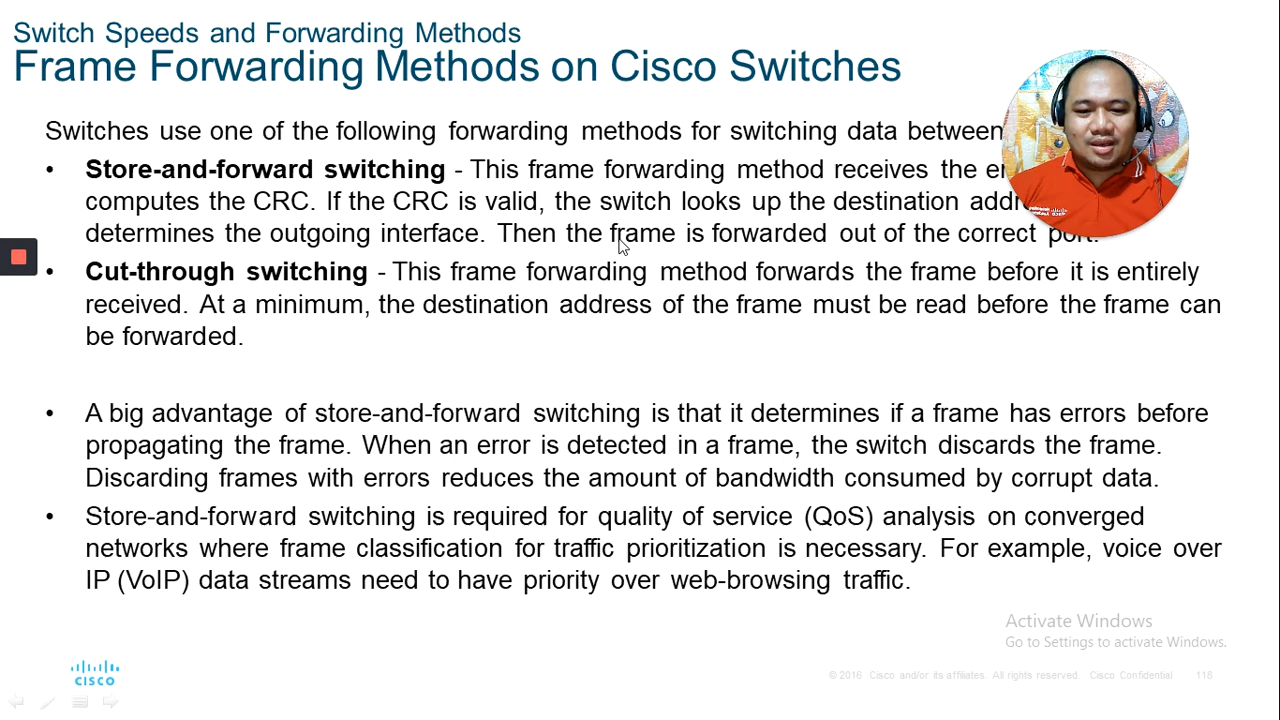 Switch Speeds and Forwarding Methods
Frame Forwarding Methods on Cisco Switches
Switches use one of the following forwarding methods for switching data between
• Store-and-forward switching - This frame forwarding method receives the
computes the CRC. If the CRC is valid, the switch looks up the destination
determines the outgoing interface. Then the frame is forwarded out of the correct port.
• Cut-through switching - This frame forwarding method forwards the frame before it is entirely
received. At a minimum, the destination address of the frame must be read before the frame can
be forwarded.
• A big advantage of store-and-forward switching is that it determines if a frame has errors before
propagating the frame. When an error is detected in a frame, the switch discards the frame.
Discarding frames with errors reduces the amount of bandwidth consumed by corrupt data.
• Store-and-forward switching is required for quality of service (QoS) analysis on converged
networks where frame classification for traffic prioritization is necessary. For example, voice over
IP (VoIP) data streams need to have priority over web-browsing traffic.
Activate Windows
Go to Settings to activate Windows.
CISCO
© 2016 Cisco and/or its affiliates. All rights reserved. Cisco Confidential 118